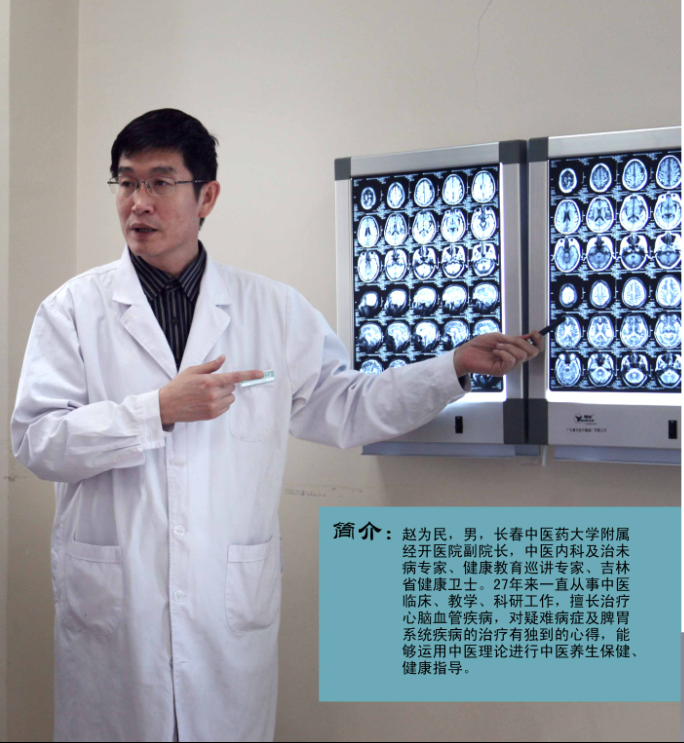 简介：赵为民，男，长春中医药大学附属
经开医院副院长，中医内科及治未
病专家、健康教育巡讲专家、吉林
省健康卫士。27年来一直从事中医
临床、教学、科研工作，擅长治疗
心脑血管疾病，对疑难病症及脾胃
系统疾病的治疗有独到的心得，能
够运用中医理论进行中医养生保健、
健康指导。